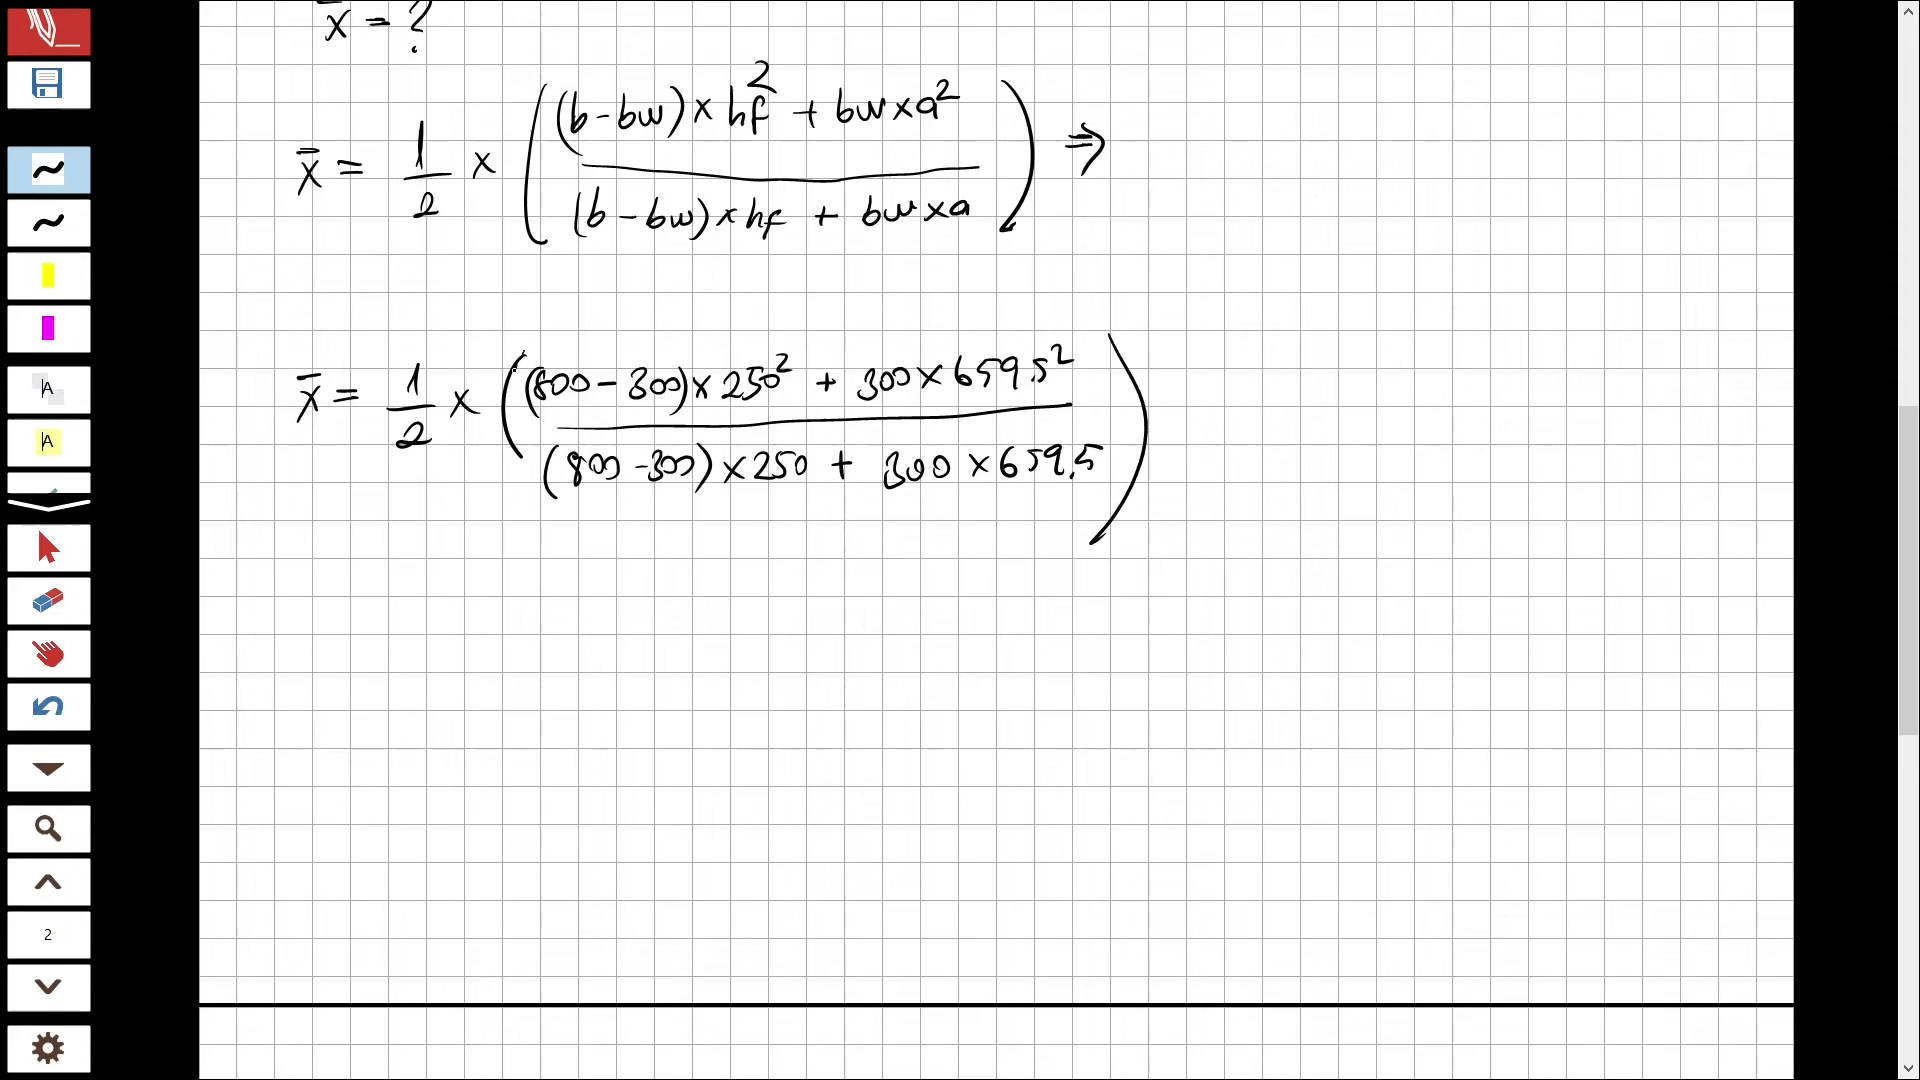 x̄ = ?
x̄ = 1/2 × ( ((b - bw) × hf² + bw × a²) / ((b - bw) × hf + bw × a) ) ⇒
x̄ = 1/2 × ( ((800 - 300) × 250² + 300 × 659.5²) / ((800 - 300) × 250 + 300 × 659.5) )
A
A
2